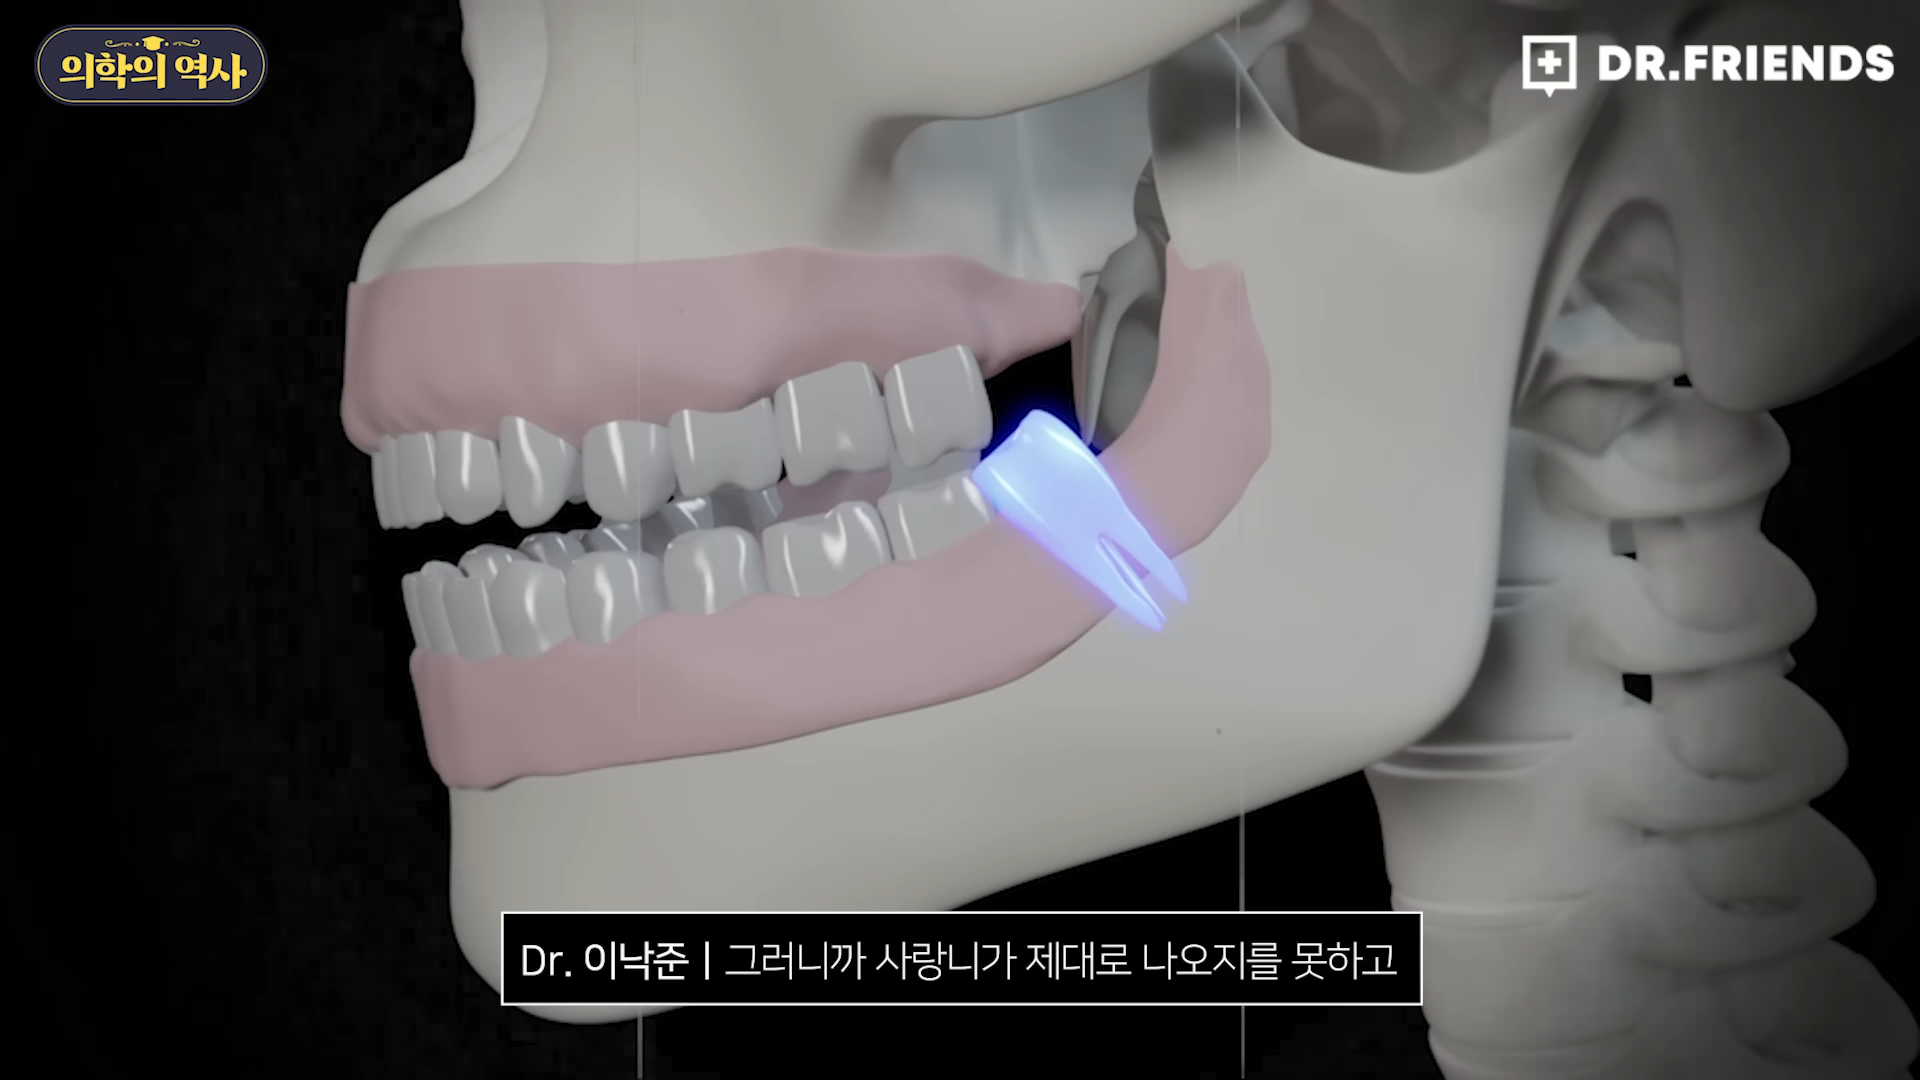 의학의 역사
DR.FRIENDS
Dr. 이낙준 | 그러니까 사랑니가 제대로 나오지를 못하고